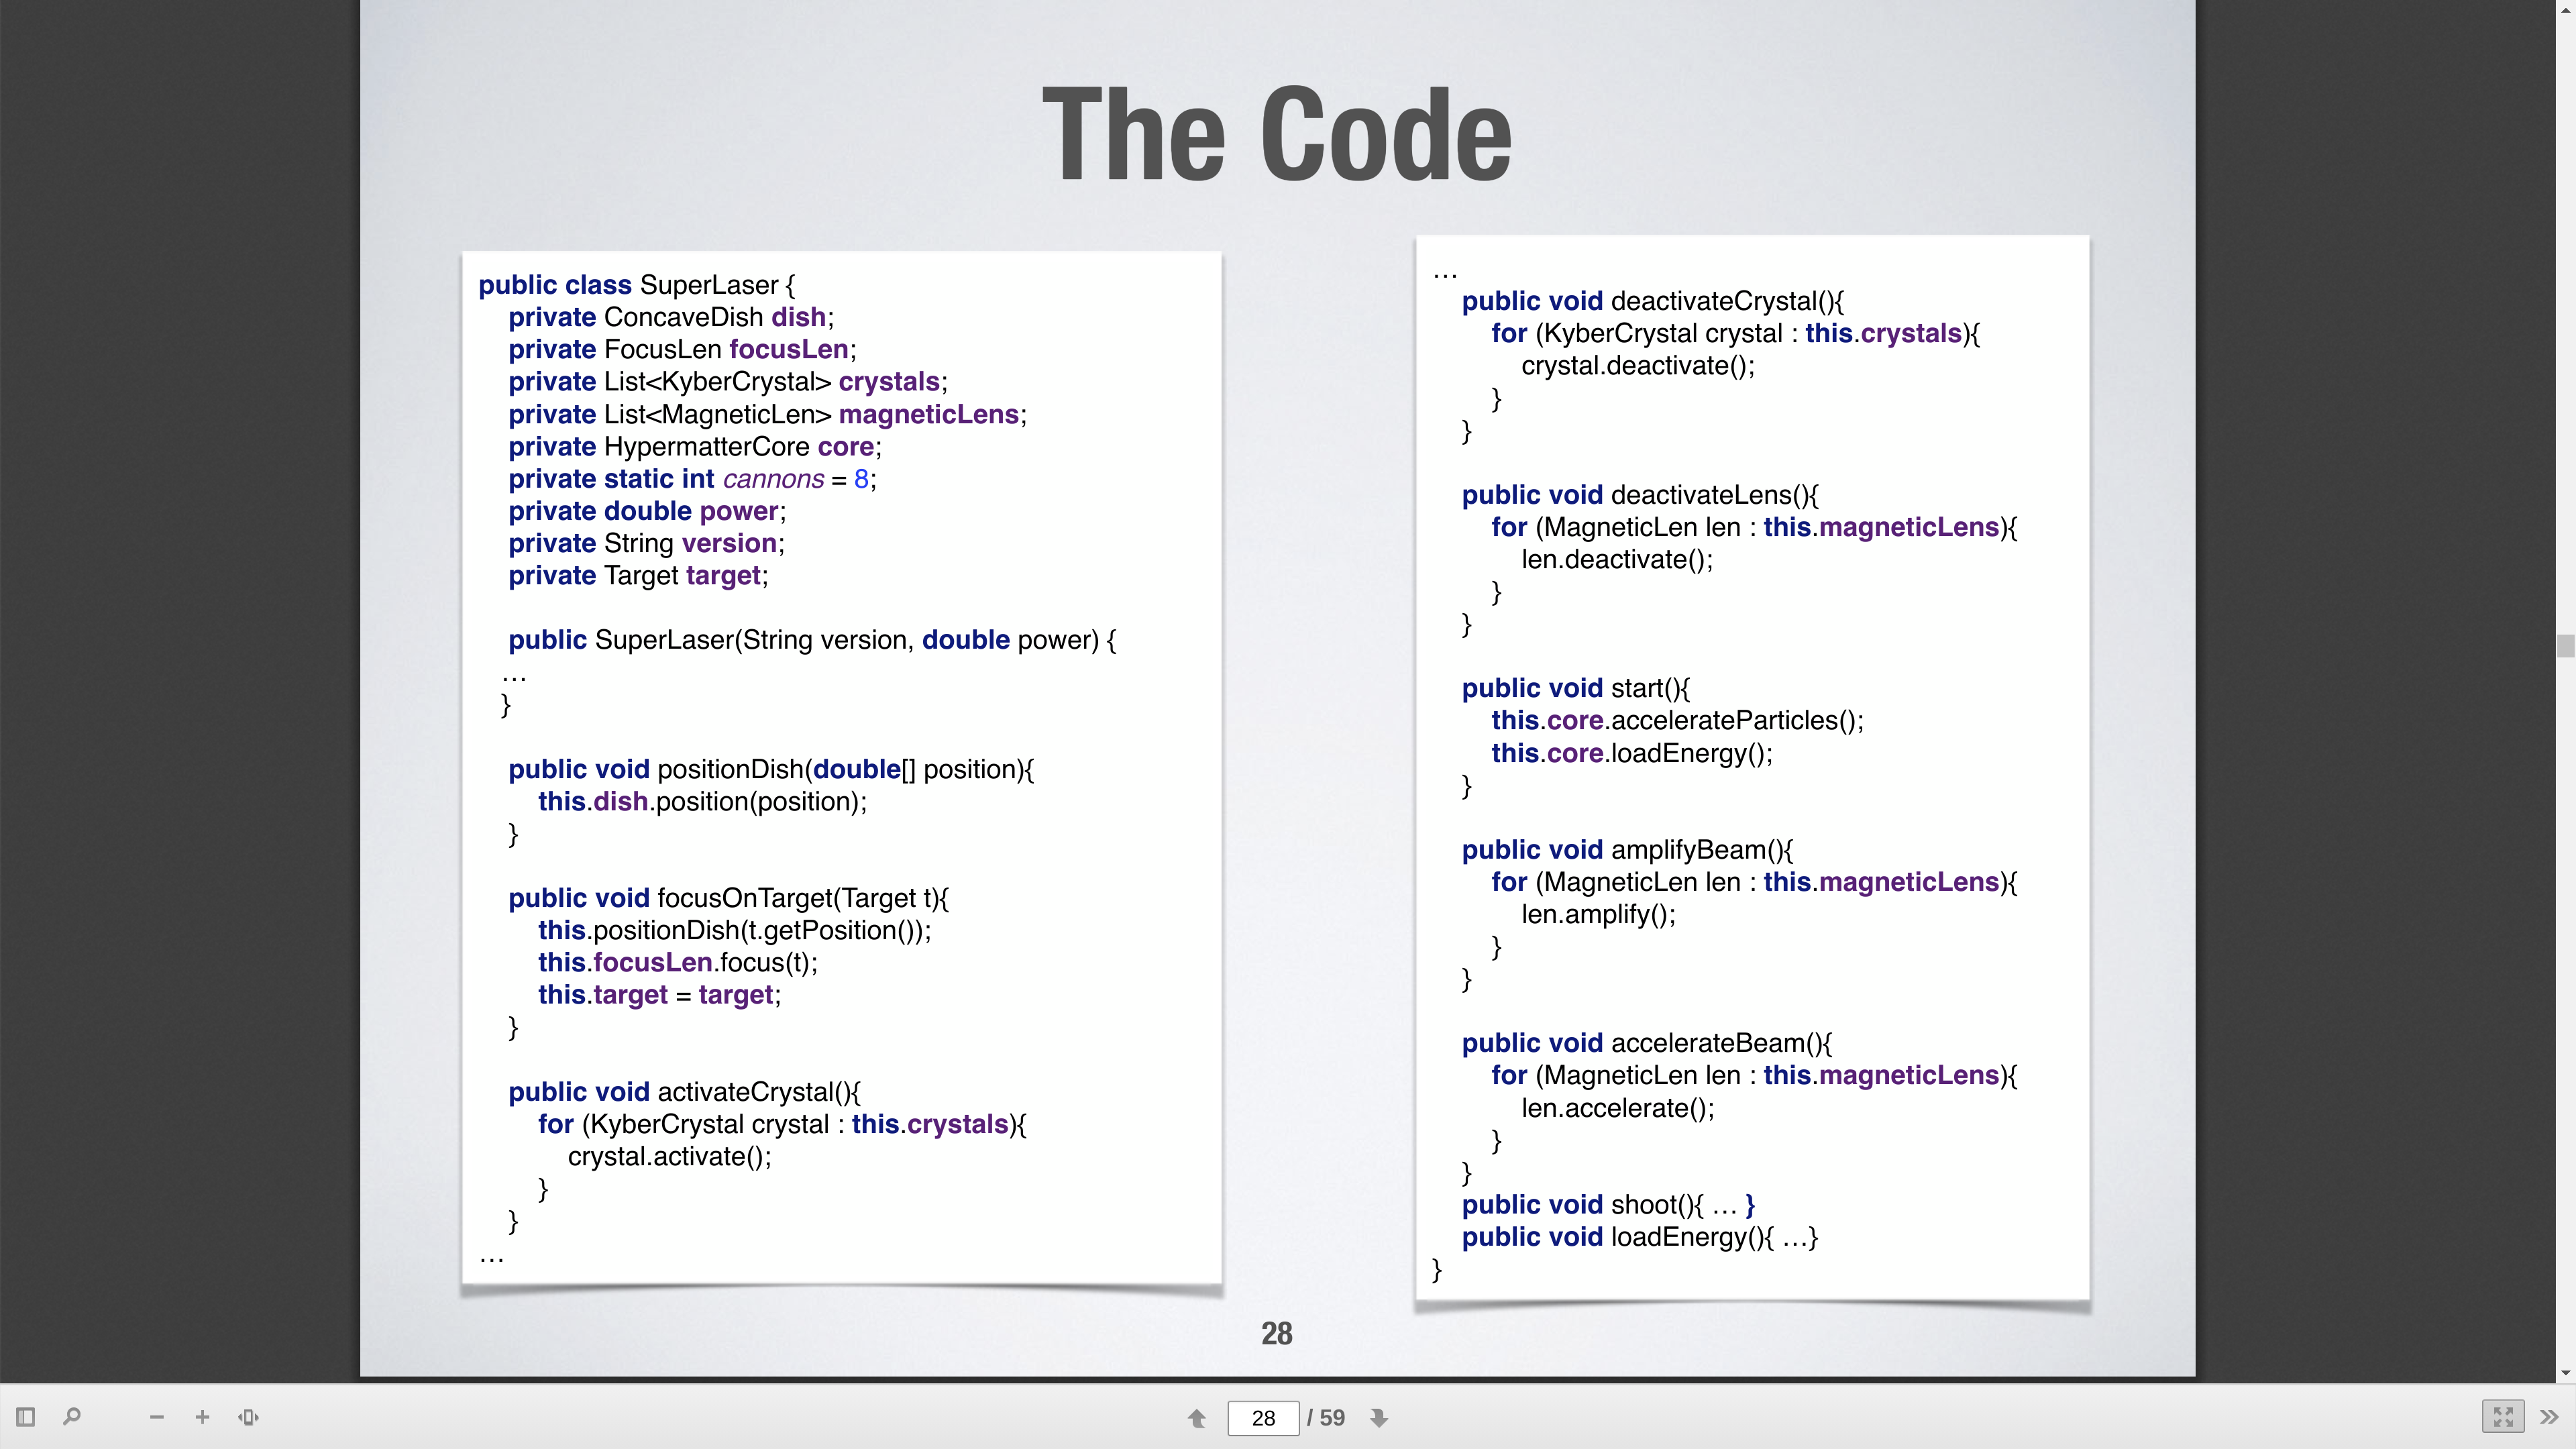 The Code
public class SuperLaser {
private ConcaveDish dish;
private FocusLen focusLen;
private List<KyberCrystal> crystals;
private List<MagneticLen> magneticLens;
private HypermatterCore core;
private static int cannons = 8;
private double power;
private String version;
private Target target;
public SuperLaser(String version, double power) {
…
}
public void positionDish(double[] position){
this.dish.position(position);
}
public void focusOnTarget(Target t){
this.positionDish(t.getPosition());
this.focusLen.focus(t);
this.target = target;
}
public void activateCrystal(){
for (KyberCrystal crystal : this.crystals){
crystal.activate();
}
}
…
…
public void deactivateCrystal(){
for (KyberCrystal crystal : this.crystals){
crystal.deactivate();
}
}
public void deactivateLens(){
for (MagneticLen len : this.magneticLens){
len.deactivate();
}
}
public void start(){
this.core.accelerateParticles();
this.core.loadEnergy();
}
public void amplifyBeam(){
for (MagneticLen len : this.magneticLens){
len.amplify();
}
}
public void accelerateBeam(){
for (MagneticLen len : this.magneticLens){
len.accelerate();
}
}
public void shoot(){ … }
public void loadEnergy(){ …}
}
28
28 / 59